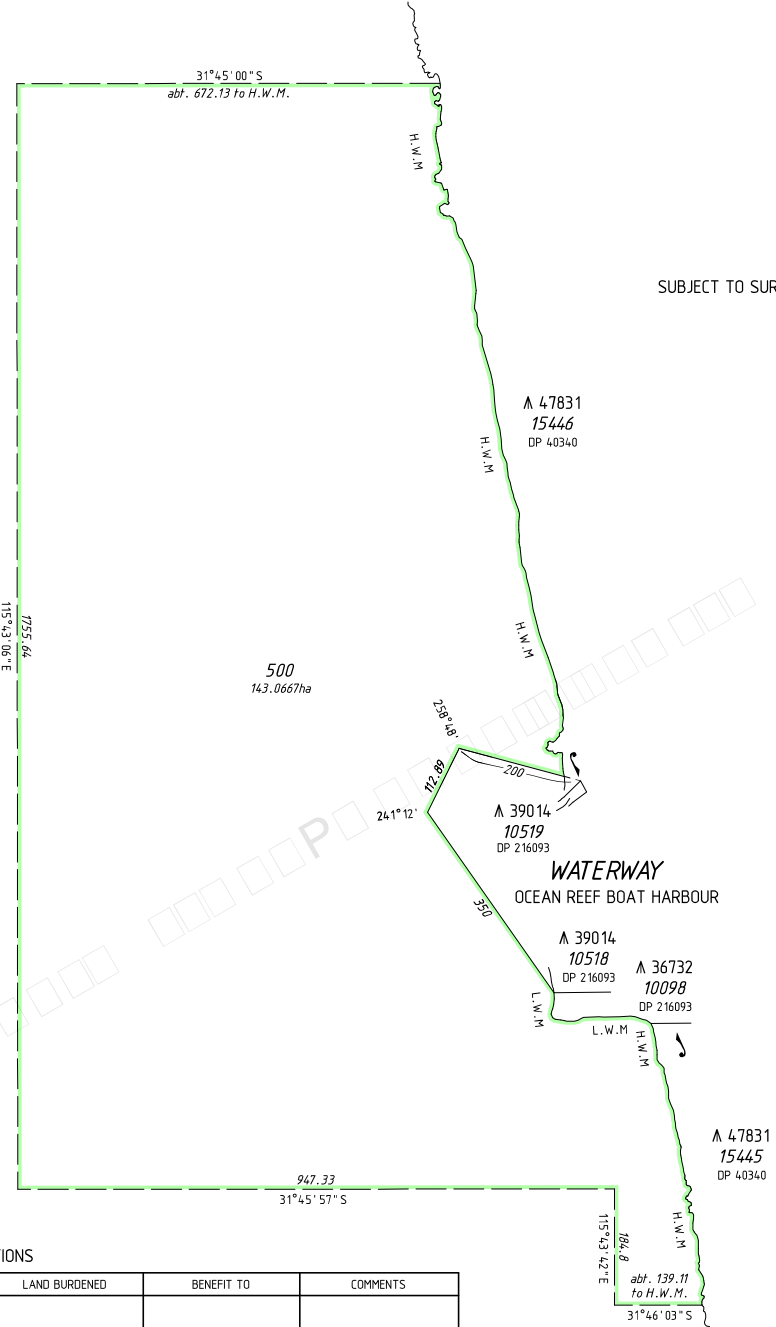 31°45'00"S
abt. 672.13 to H.W.M.
H.W.M
SUBJECT TO SUR
⩚ 47831
15446
DP 40340
H.W.M
115°43'06"E
1755.64
H.W.M
500
143.0667ha
258°48'
200
112.89
241°12'
⩚ 39014
10519
DP 216093
P
WATERWAY
OCEAN REEF BOAT HARBOUR
350
⩚ 39014
10518
DP 216093
⩚ 36732
10098
DP 216093
L.W.M
L.W.M
H.W.M
⩚ 47831
15445
DP 40340
947.33
31°45'57"S
115°43'42"E
184.8
H.W.M
abt. 139.11
to H.W.M.
31°46'03"S
TIONS
LAND BURDENED
BENEFIT TO
COMMENTS